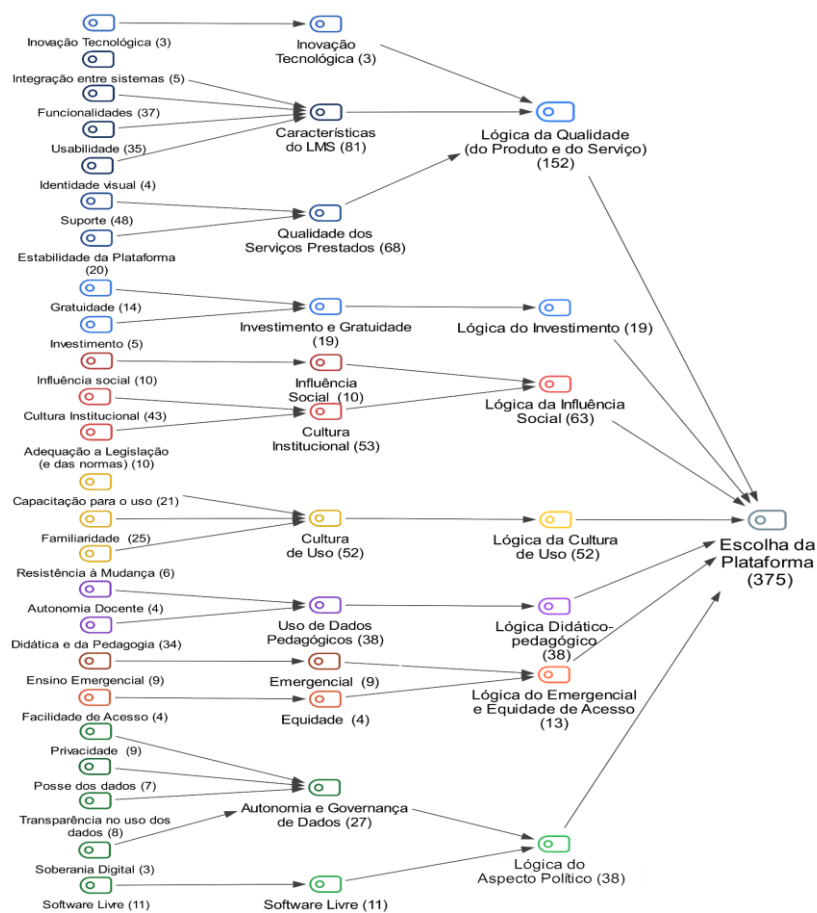 Inovação Tecnológica (3)
Integração entre sistemas (5)
Funcionalidades (37)
Usabilidade (35)
Identidade visual (4)
Suporte (48)
Estabilidade da Plataforma
(20)
Gratuidade (14)
Investimento (5)
Influência social (10)
Cultura Institucional (43)
Adequação a Legislação
(e das normas) (10)
Capacitação para o uso (21)
Familiaridade (25)
Resistência à Mudança (6)
Autonomia Docente (4)
Didática e da Pedagogia (34)
Ensino Emergencial (9)
Facilidade de Acesso (4)
Privacidade (9)
Posse dos dados (7)
Transparência no uso dos
dados (8)
Soberania Digital (3)
Software Livre (11)
Inovação
Tecnológica (3)
Características
do LMS (81)
Qualidade dos
Serviços Prestados (68)
Investimento e Gratuidade
(19)
Influência
Social (10)
Cultura
Institucional (53)
Cultura
de Uso (52)
Uso de Dados
Pedagógicos (38)
Emergencial (9)
Equidade (4)
Autonomia e Governança
de Dados (27)
Software Livre (11)
Lógica da Qualidade
(do Produto e do Serviço)
(152)
Lógica do Investimento (19)
Lógica da Influência
Social (63)
Lógica da Cultura
de Uso (52)
Lógica Didático-
pedagógico
(38)
Lógica do Emergencial
e Equidade de Acesso
(13)
Lógica do
Aspecto Político (38)
Escolha da
Plataforma
(375)